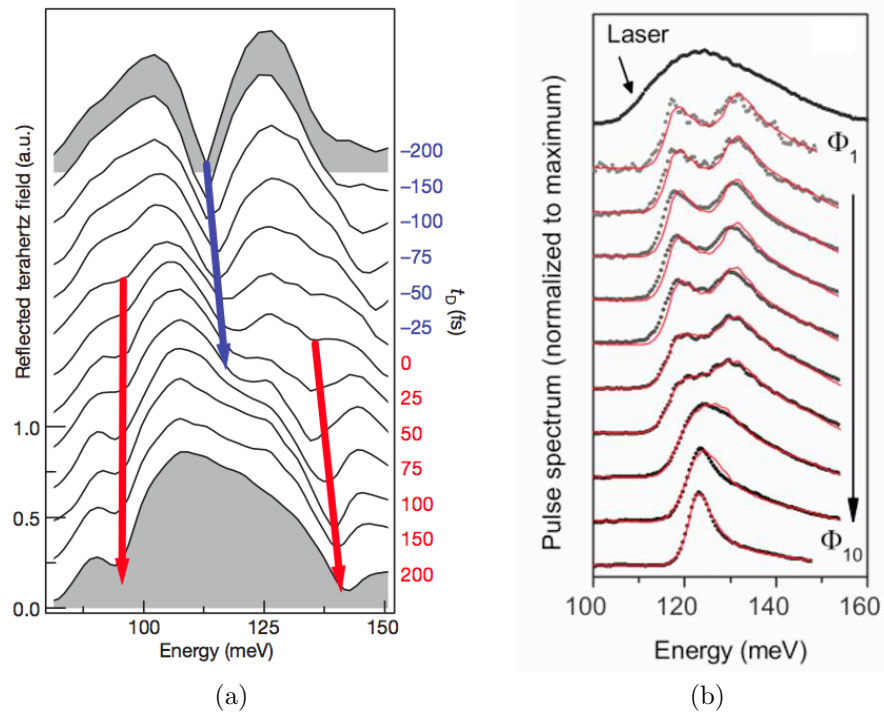 Reflected terahertz field (a.u.)
1.0
0.5
0.0
100
125
150
Energy (meV)
–200
–150
–100
–75
–50
–25
0
25
50
75
100
150
200
t_D (fs)
(a)
Pulse spectrum (normalized to maximum)
Laser
Φ₁
Φ₁₀
100
120
140
160
Energy (meV)
(b)